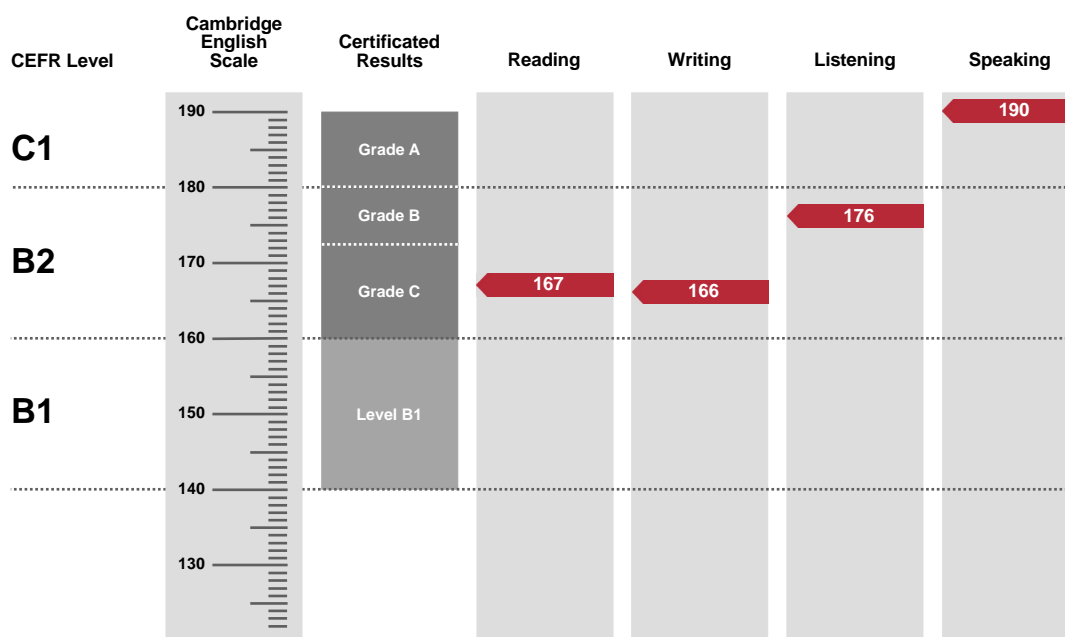 CEFR Level
Cambridge
English
Scale
Certificated
Results
Reading
Writing
Listening
Speaking
190
190
C1
Grade A
180
Grade B
176
B2
170
167
166
Grade C
160
B1
150
Level B1
140
130